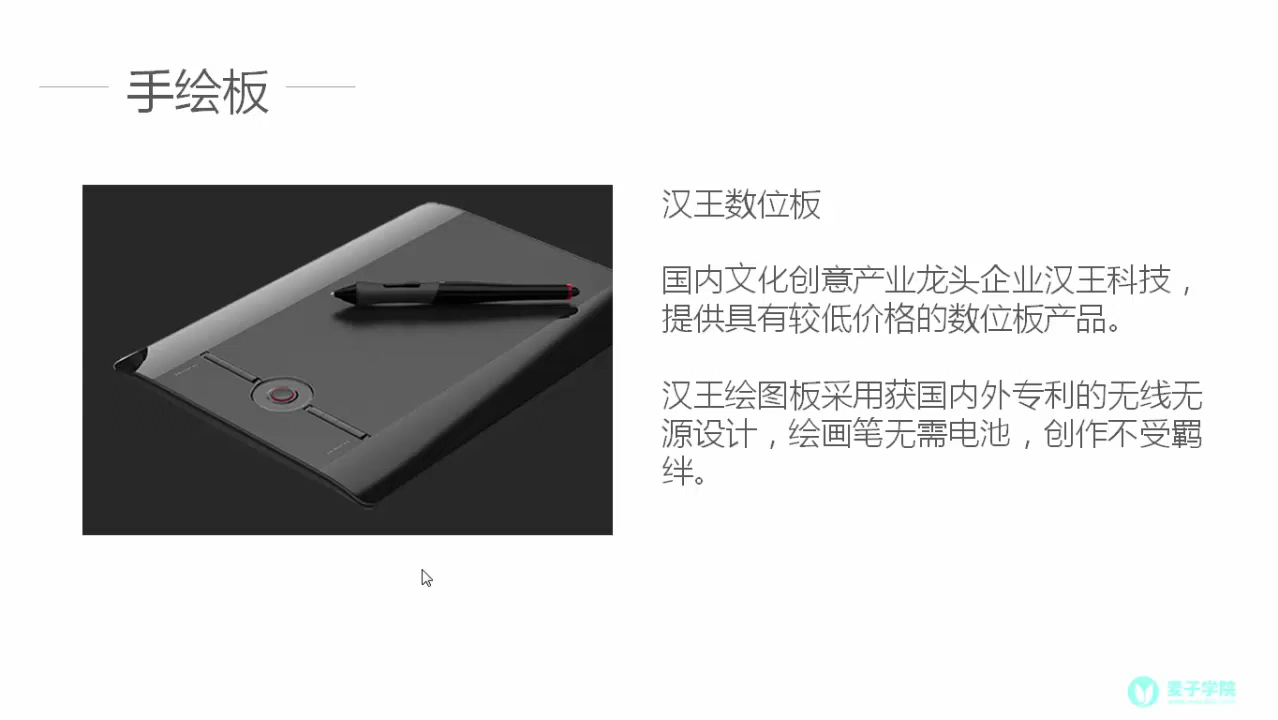 手绘板
汉王数位板
国内文化创意产业龙头企业汉王科技，
提供具有较低价格的数位板产品。
汉王绘图板采用获国内外专利的无线无
源设计，绘画笔无需电池，创作不受羁
绊。
麦子学院